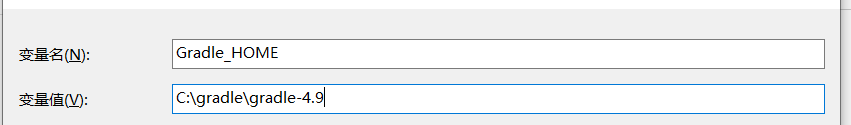 变量名(N): Gradle_HOME
变量值(V): C:\gradle\gradle-4.9